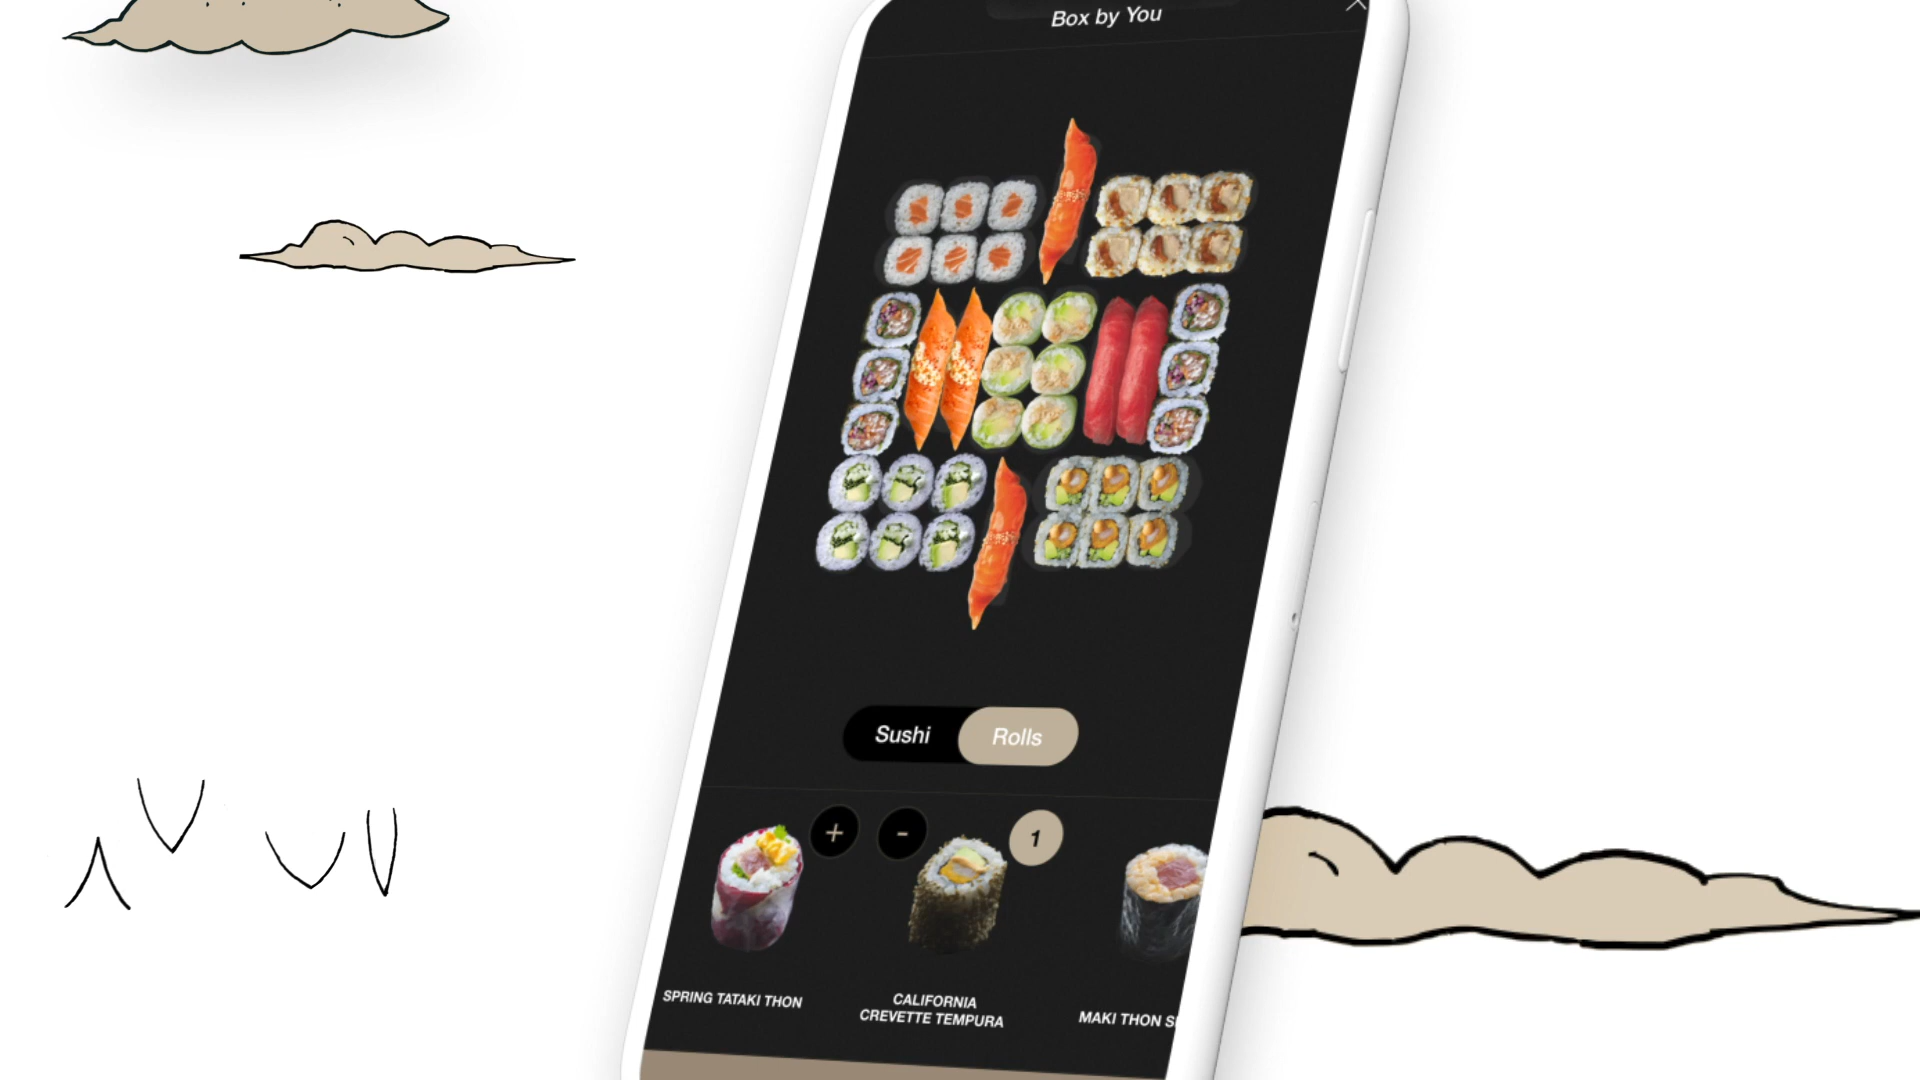 Box by You
Sushi
Rolls
+
-
1
SPRING TATAKI THON
CALIFORNIA
CREVETTE TEMPURA
MAKI THON